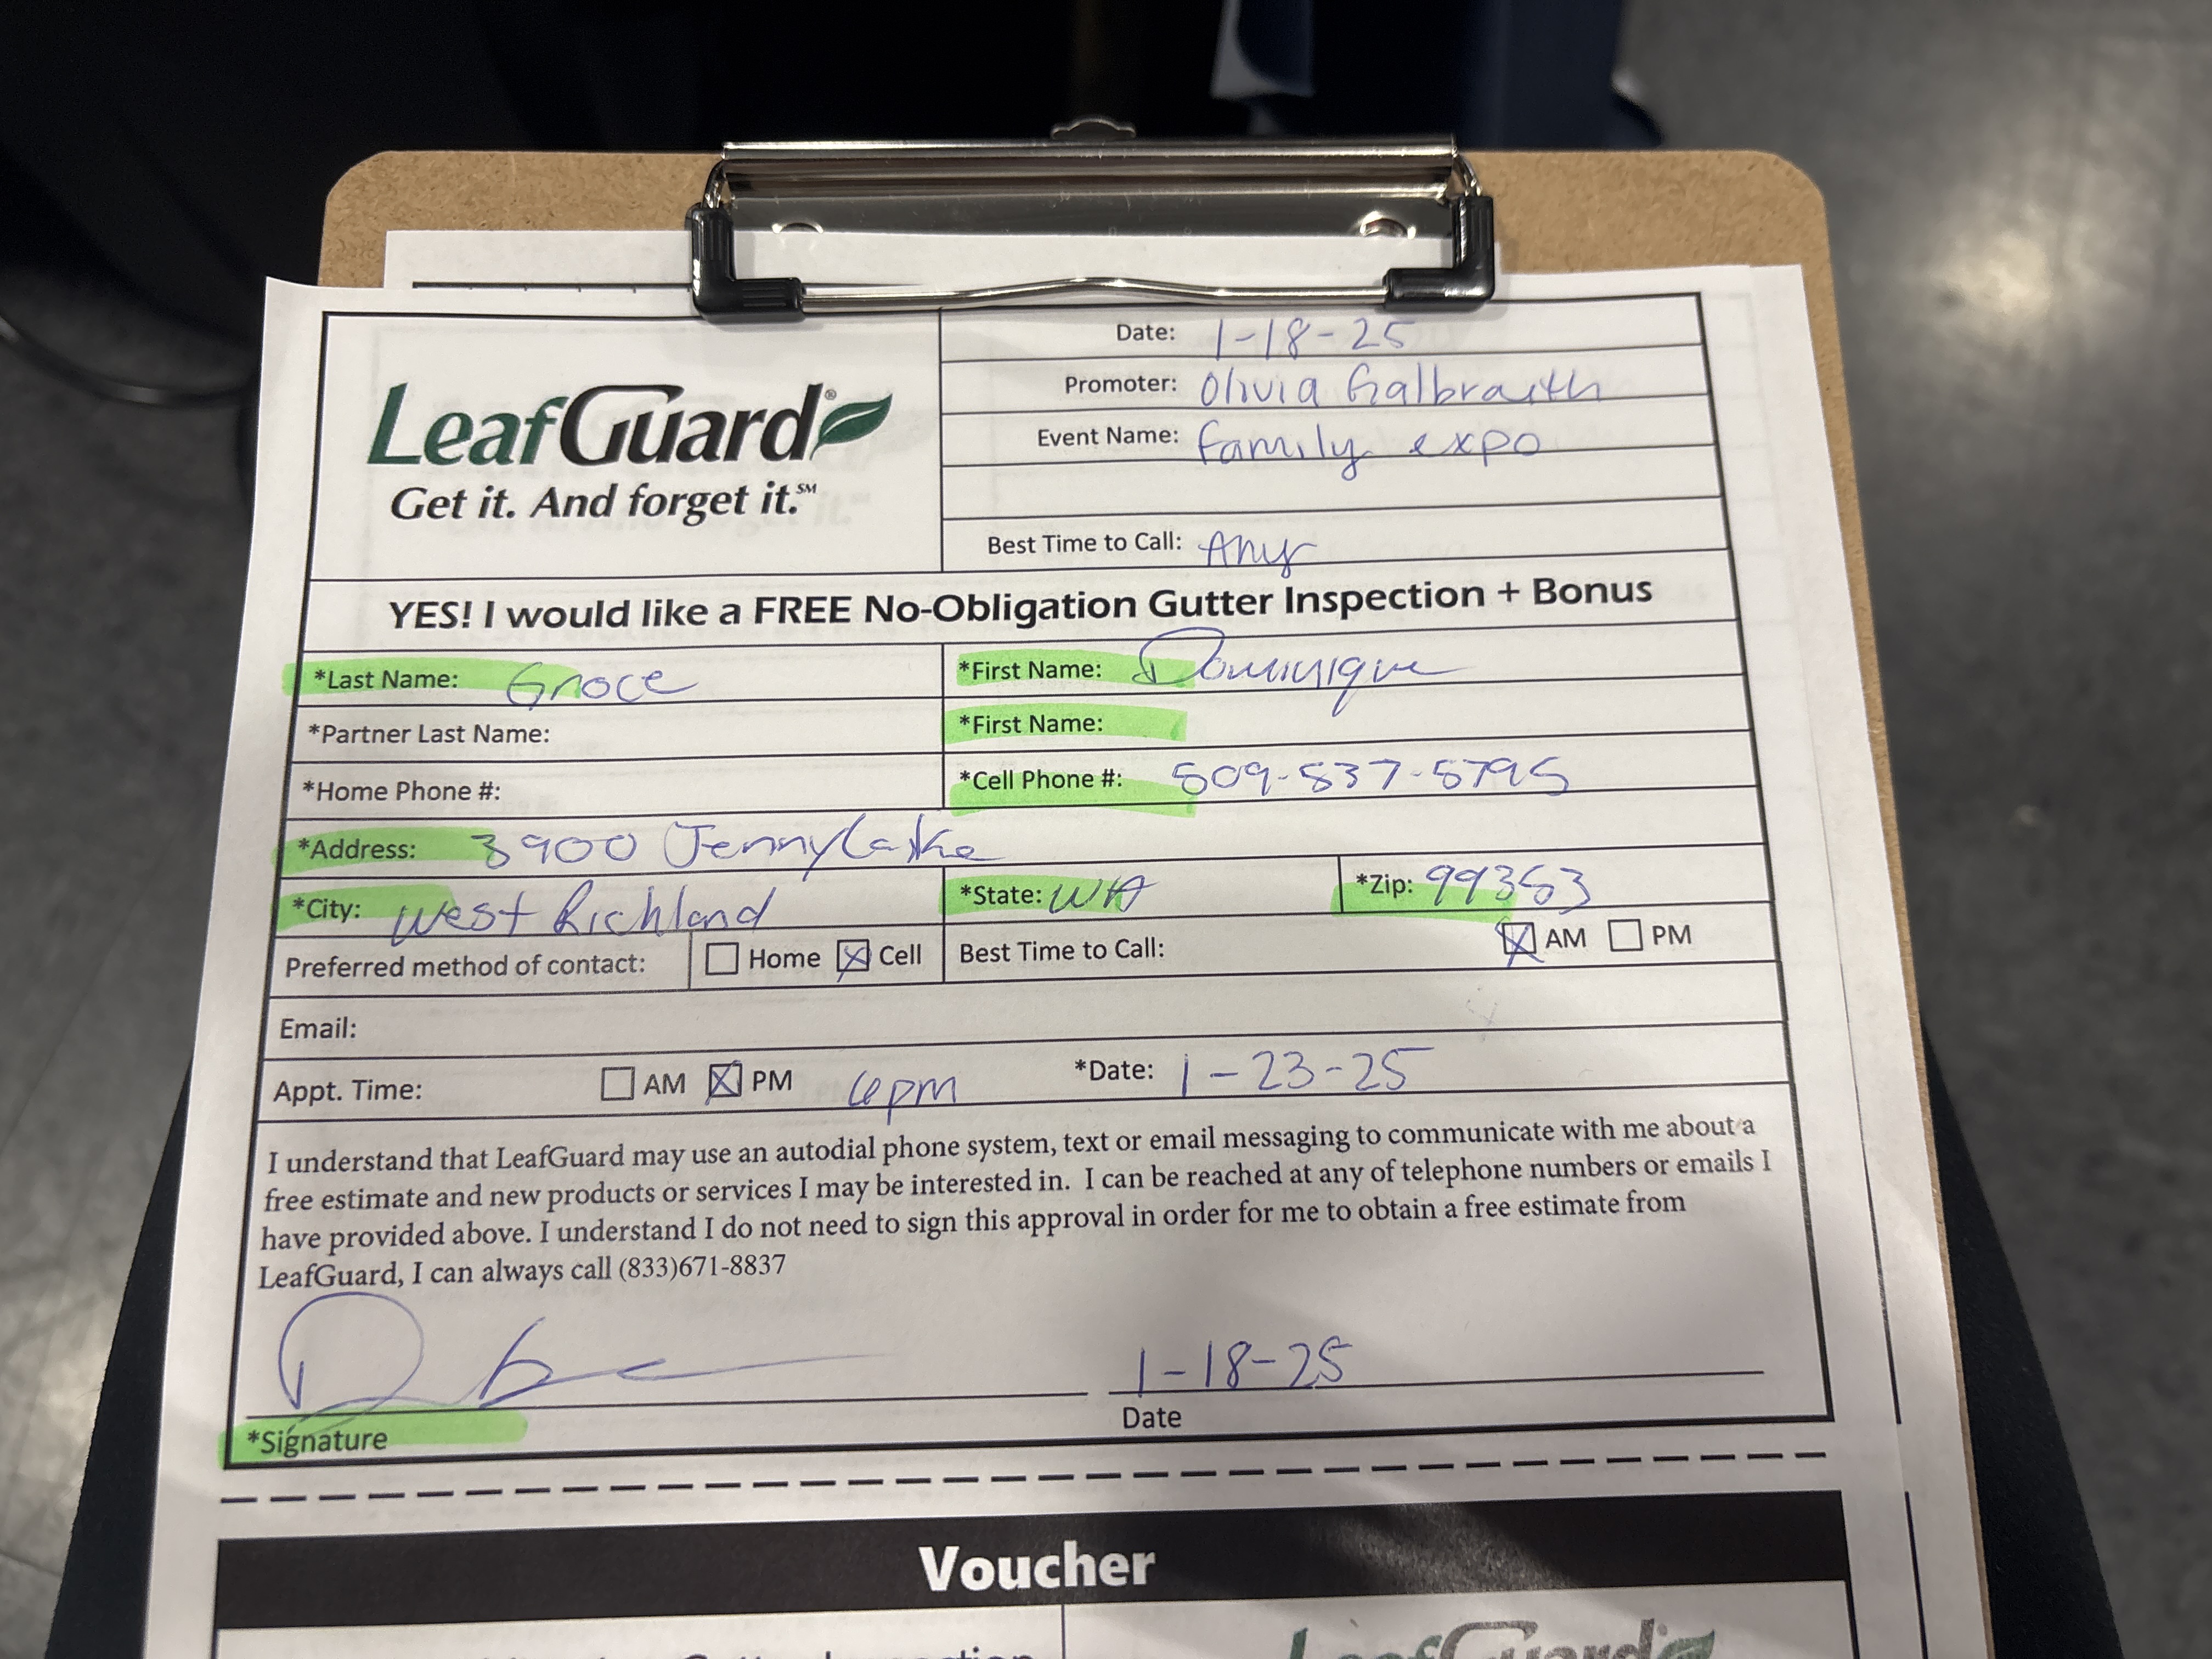 LeafGuard®
Get it. And forget it.℠
Date: 1-18-25
Promoter: Olivia Galbraith
Event Name: family expo
Best Time to Call: Any
YES! I would like a FREE No-Obligation Gutter Inspection + Bonus
*Last Name: Groce *First Name: Dominique
*Partner Last Name: *First Name:
*Home Phone #: *Cell Phone #: 509-837-5795
*Address: 3900 Jenny Lake
*City: West Richland *State: WA *Zip: 99353
Preferred method of contact: Home Cell Best Time to Call: AM PM
Email:
Appt. Time: AM PM 6pm *Date: 1-23-25
I understand that LeafGuard may use an autodial phone system, text or email messaging to communicate with me about a
free estimate and new products or services I may be interested in. I can be reached at any of telephone numbers or emails I
have provided above. I understand I do not need to sign this approval in order for me to obtain a free estimate from
LeafGuard, I can always call (833)671-8837
1-18-25
*Signature Date
Voucher